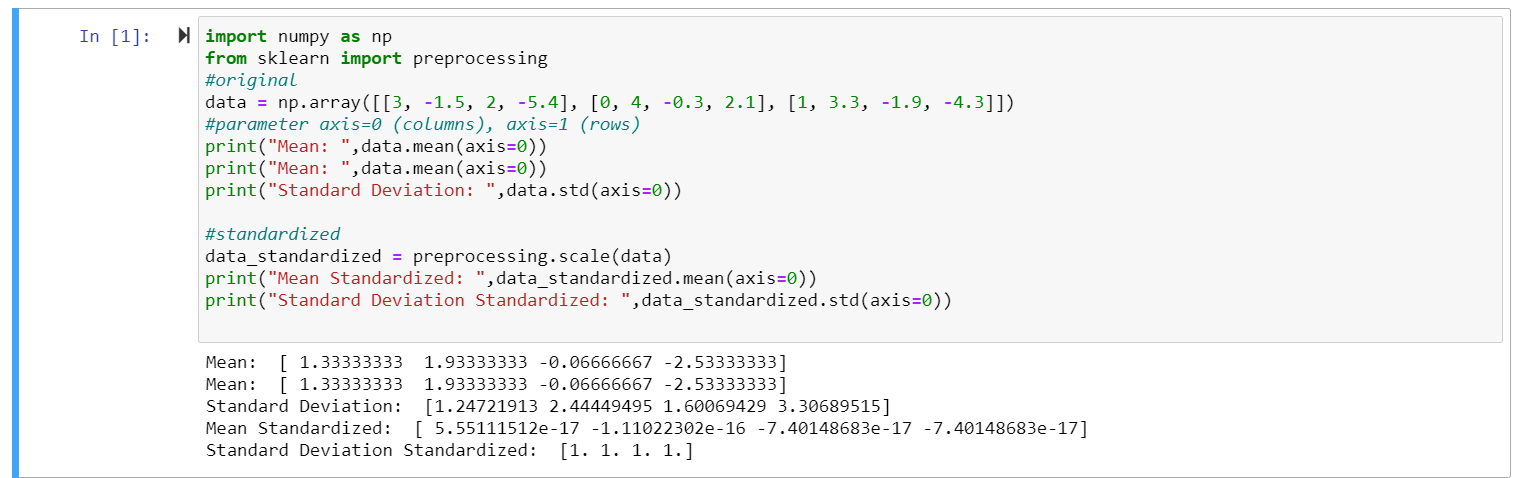 In [1]:
import numpy as np
from sklearn import preprocessing
#original
data = np.array([[3, -1.5, 2, -5.4], [0, 4, -0.3, 2.1], [1, 3.3, -1.9, -4.3]])
#parameter axis=0 (columns), axis=1 (rows)
print("Mean: ",data.mean(axis=0))
print("Mean: ",data.mean(axis=0))
print("Standard Deviation: ",data.std(axis=0))
#standardized
data_standardized = preprocessing.scale(data)
print("Mean Standardized: ",data_standardized.mean(axis=0))
print("Standard Deviation Standardized: ",data_standardized.std(axis=0))
Mean:  [ 1.33333333  1.93333333 -0.06666667 -2.53333333]
Mean:  [ 1.33333333  1.93333333 -0.06666667 -2.53333333]
Standard Deviation:  [1.24721913 2.44449495 1.60069429 3.30689515]
Mean Standardized:  [ 5.55111512e-17 -1.11022302e-16 -7.40148683e-17 -7.40148683e-17]
Standard Deviation Standardized:  [1. 1. 1. 1.]